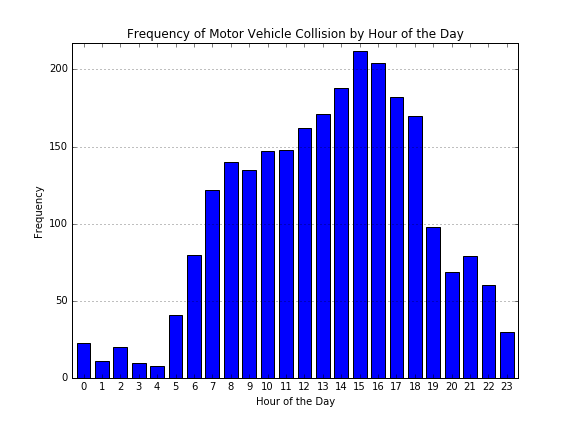 Frequency of Motor Vehicle Collision by Hour of the Day
200
150
100
50
0
Frequency
0 1 2 3 4 5 6 7 8 9 10 11 12 13 14 15 16 17 18 19 20 21 22 23
Hour of the Day